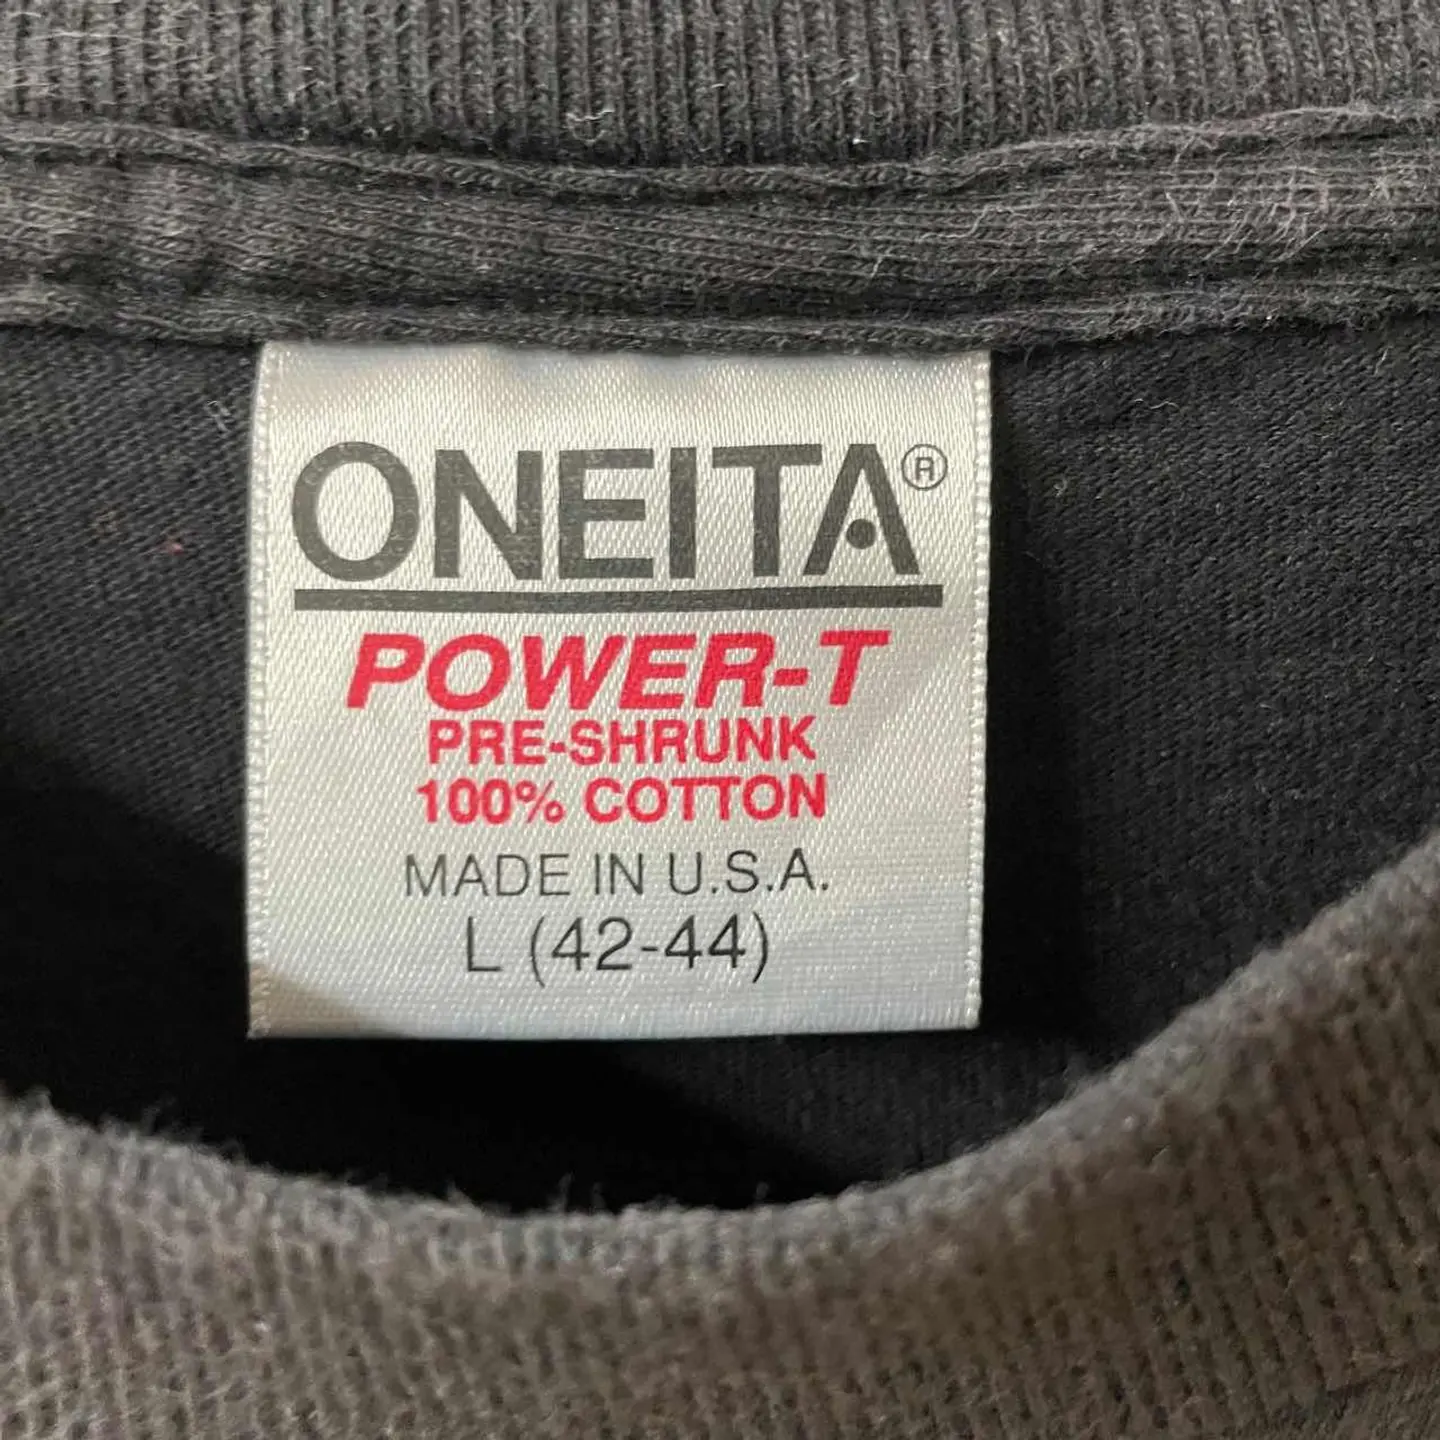 ONEITA®
POWER-T
PRE-SHRUNK
100% COTTON
MADE IN U.S.A.
L (42-44)